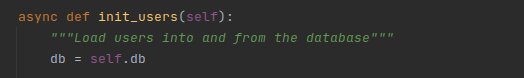 async def init_users(self):
    """Load users into and from the database"""
    db = self.db